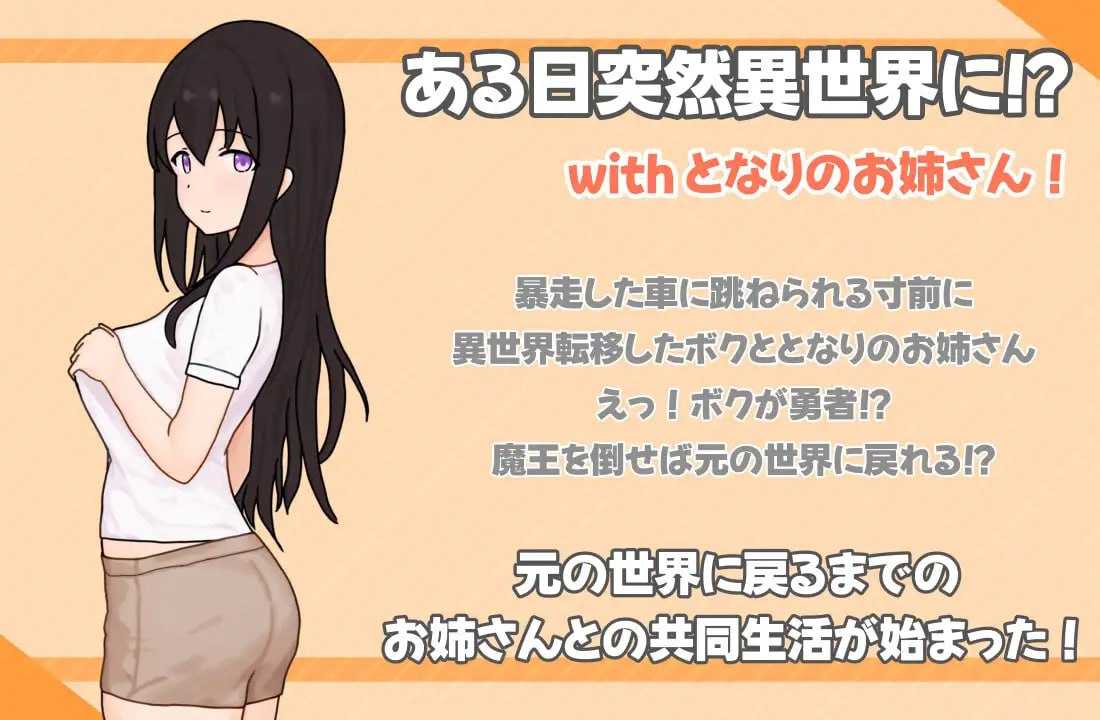 ある日突然異世界に!?
with となりのお姉さん！
暴走した車に跳ねられる寸前に
異世界転移したボクととなりのお姉さん
えっ！ボクが勇者!?
魔王を倒せば元の世界に戻れる!?
元の世界に戻るまでの
お姉さんとの共同生活が始まった！